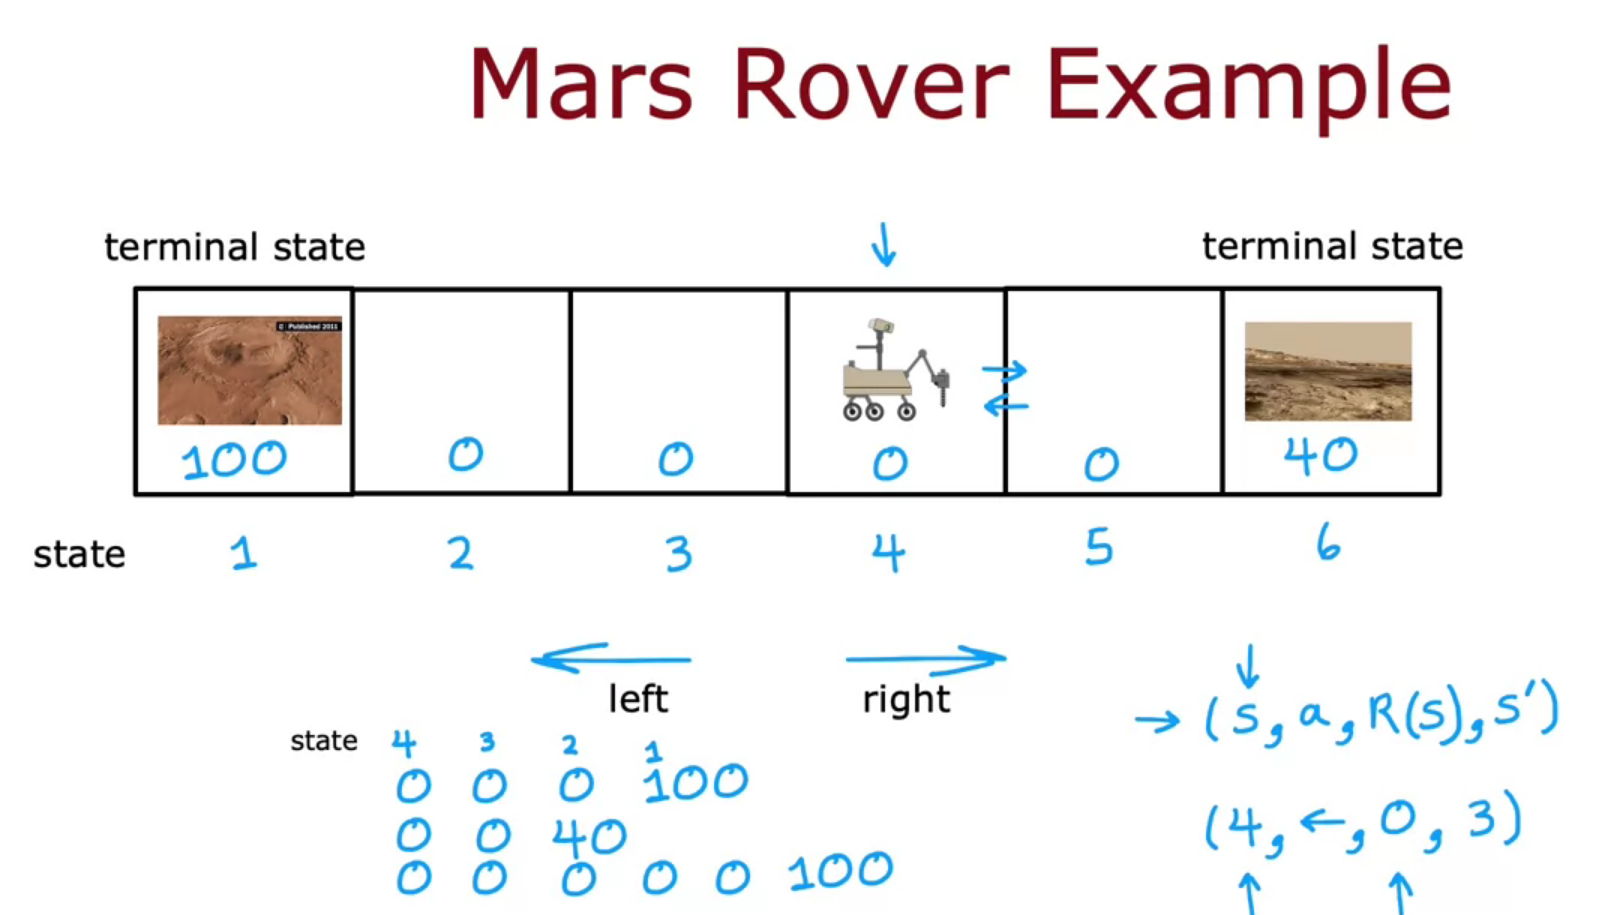 Mars Rover Example
terminal state
terminal state
© Published 2011
100 0 0 0 0 40
state 1 2 3 4 5 6
← →
left right
→ (s, a, R(s), s')
state 4 3 2 1
0 0 0 100
(4, ←, 0, 3)
0 0 40
0 0 0 0 0 100